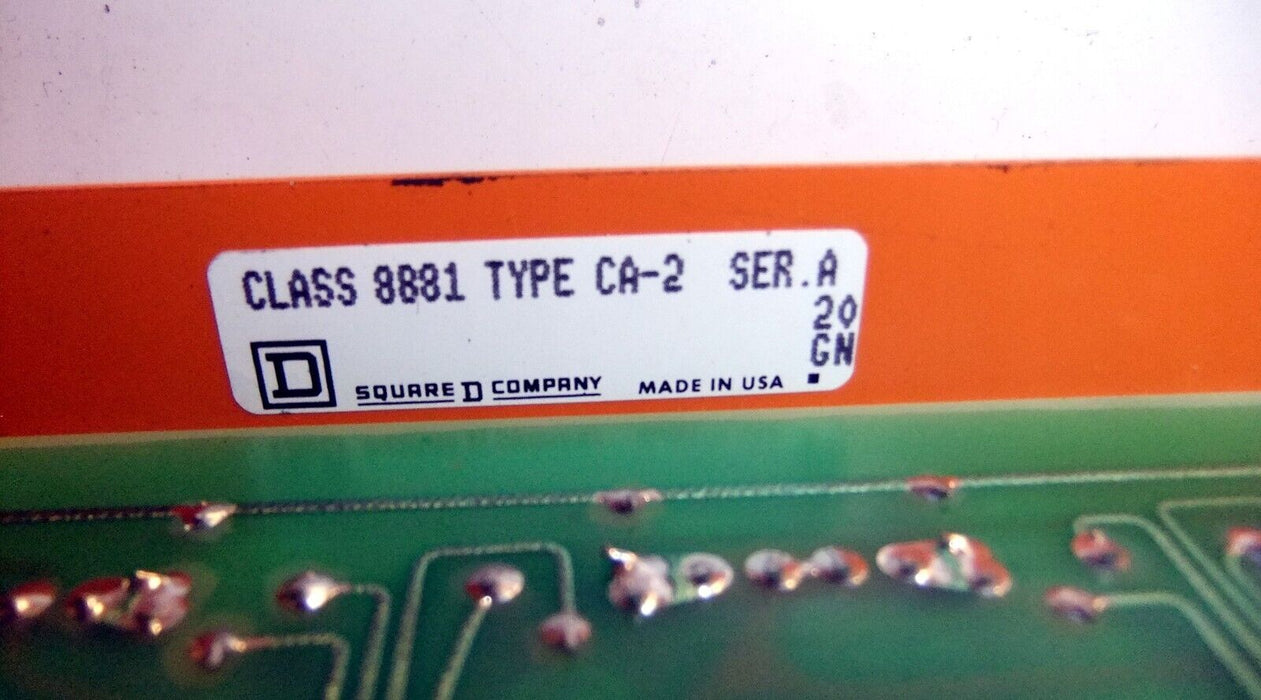 CLASS 8881 TYPE CA-2 SER.A
20
GN
D SQUARE D COMPANY MADE IN USA